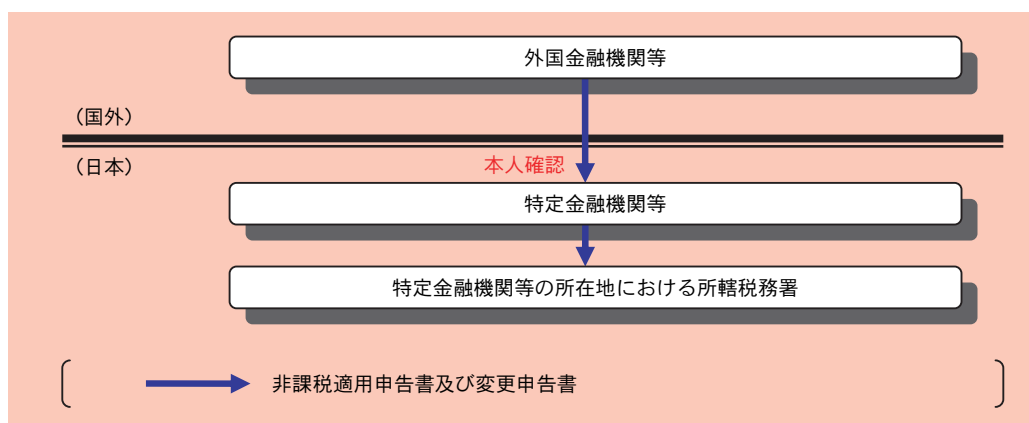 外国金融機関等
（国外）
（日本）
本人確認
特定金融機関等
特定金融機関等の所在地における所轄税務署
非課税適用申告書及び変更申告書